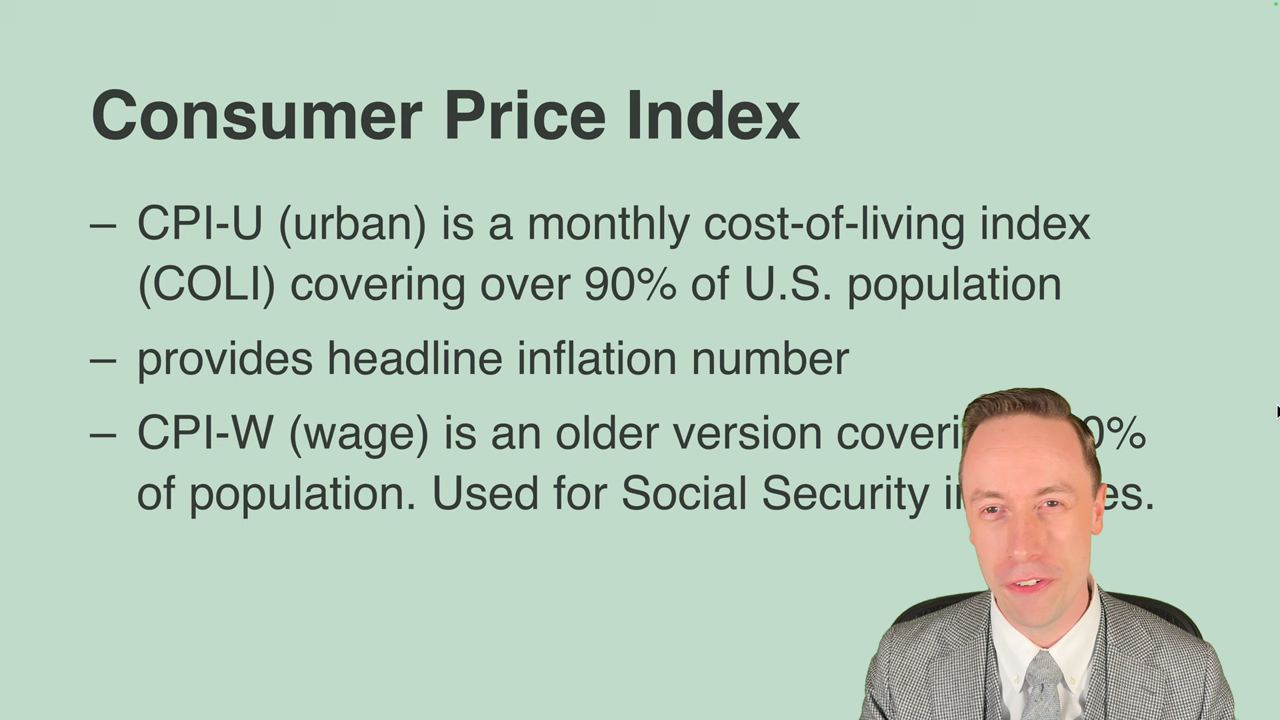 Consumer Price Index
– CPI-U (urban) is a monthly cost-of-living index
(COLI) covering over 90% of U.S. population
– provides headline inflation number
– CPI-W (wage) is an older version
of population. Used for Social Security